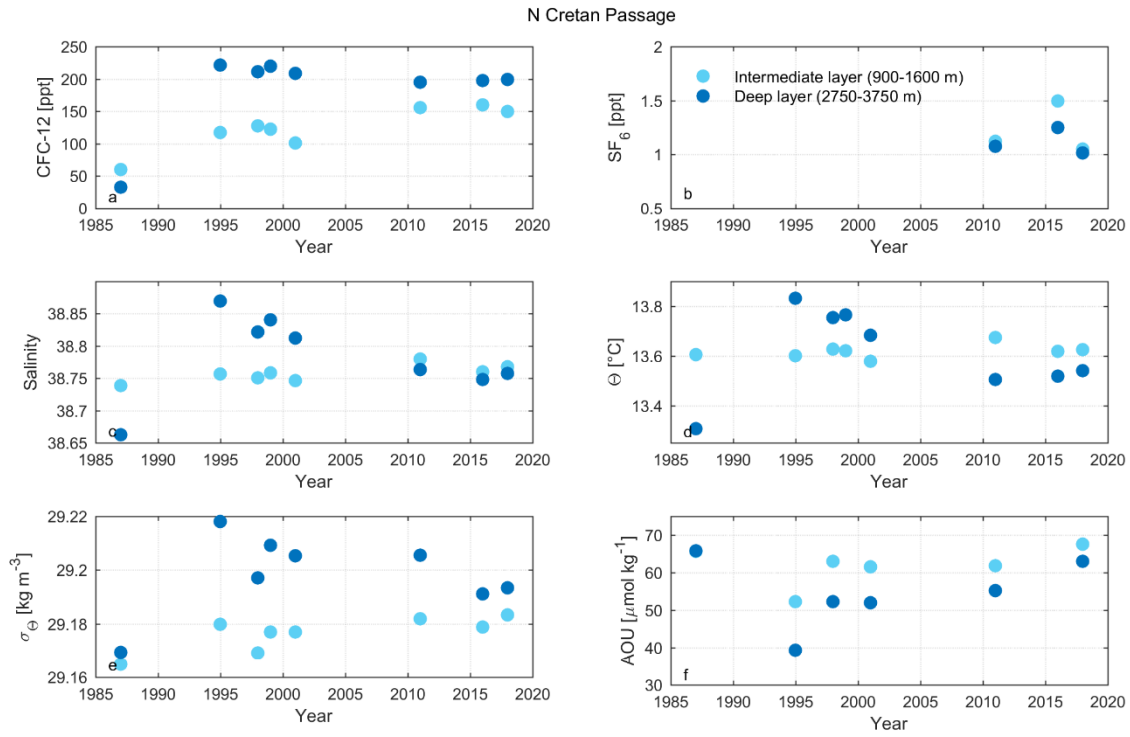 N Cretan Passage
CFC-12 [ppt]
250
200
150
100
50
0
a
1985 1990 1995 2000 2005 2010 2015 2020
Year
SF6 [ppt]
2
1.5
1
0.5
Intermediate layer (900-1600 m)
Deep layer (2750-3750 m)
b
1985 1990 1995 2000 2005 2010 2015 2020
Year
Salinity
38.85
38.8
38.75
38.7
38.65
c
1985 1990 1995 2000 2005 2010 2015 2020
Year
Θ [°C]
13.8
13.6
13.4
d
1985 1990 1995 2000 2005 2010 2015 2020
Year
σΘ [kg m-3]
29.22
29.2
29.18
29.16
e
1985 1990 1995 2000 2005 2010 2015 2020
Year
AOU [μmol kg-1]
70
60
50
40
30
f
1985 1990 1995 2000 2005 2010 2015 2020
Year